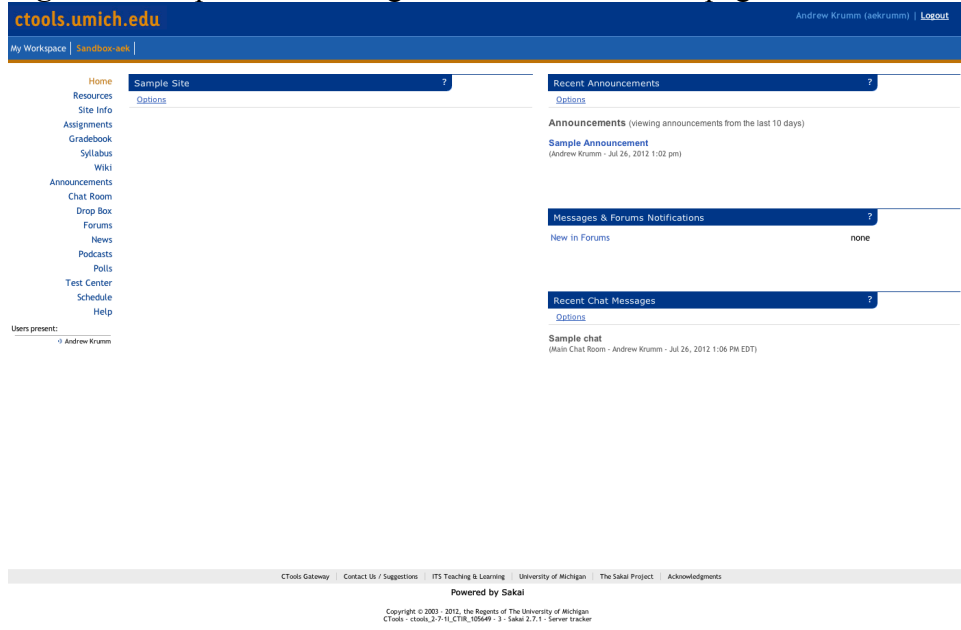 ctools.umich.edu
Andrew Krumm (aekrumm) | Logout
My Workspace | Sandbox-aek |
Home
Resources
Site Info
Assignments
Gradebook
Syllabus
Wiki
Announcements
Chat Room
Drop Box
Forums
News
Podcasts
Polls
Test Center
Schedule
Help
Users present:
Andrew Krumm
Sample Site ?
Options
Recent Announcements ?
Options
Announcements (viewing announcements from the last 10 days)
Sample Announcement
(Andrew Krumm - Jul 26, 2012 1:02 pm)
Messages & Forums Notifications ?
New in Forums none
Recent Chat Messages ?
Options
Sample chat
(Main Chat Room - Andrew Krumm - Jul 26, 2012 1:06 PM EDT)
CTools Gateway | Contact Us / Suggestions | ITS Teaching & Learning | University of Michigan | The Sakai Project | Acknowledgments
Powered by Sakai
Copyright © 2003 - 2012, the Regents of The University of Michigan
CTools - ctools_2-7-1l_CTIR_105649 - 3 - Sakai 2.7.1 - Server tracker